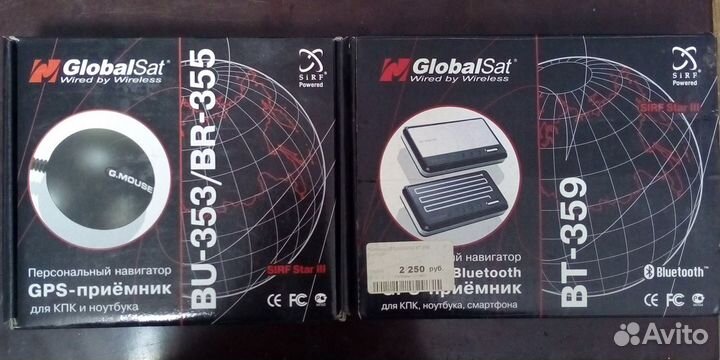 GlobalSat®
Wired by Wireless
SiRF
Powered
G.MOUSE
BU-353/BR-355
SIRF Star III
Персональный навигатор
GPS-приёмник
для КПК и ноутбука
CE FC
GlobalSat®
Wired by Wireless
SiRF
Powered
SIRF Star III
BT-359
2 250 руб.
навигатор
Bluetooth
приёмник
для КПК, ноутбука, смартфона
Bluetooth™
CE FC
Avito